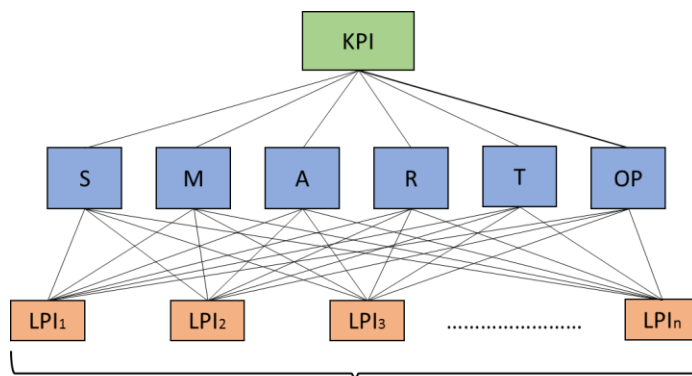 KPI
S M A R T OP
LPI₁ LPI₂ LPI₃ ........................... LPIₙ